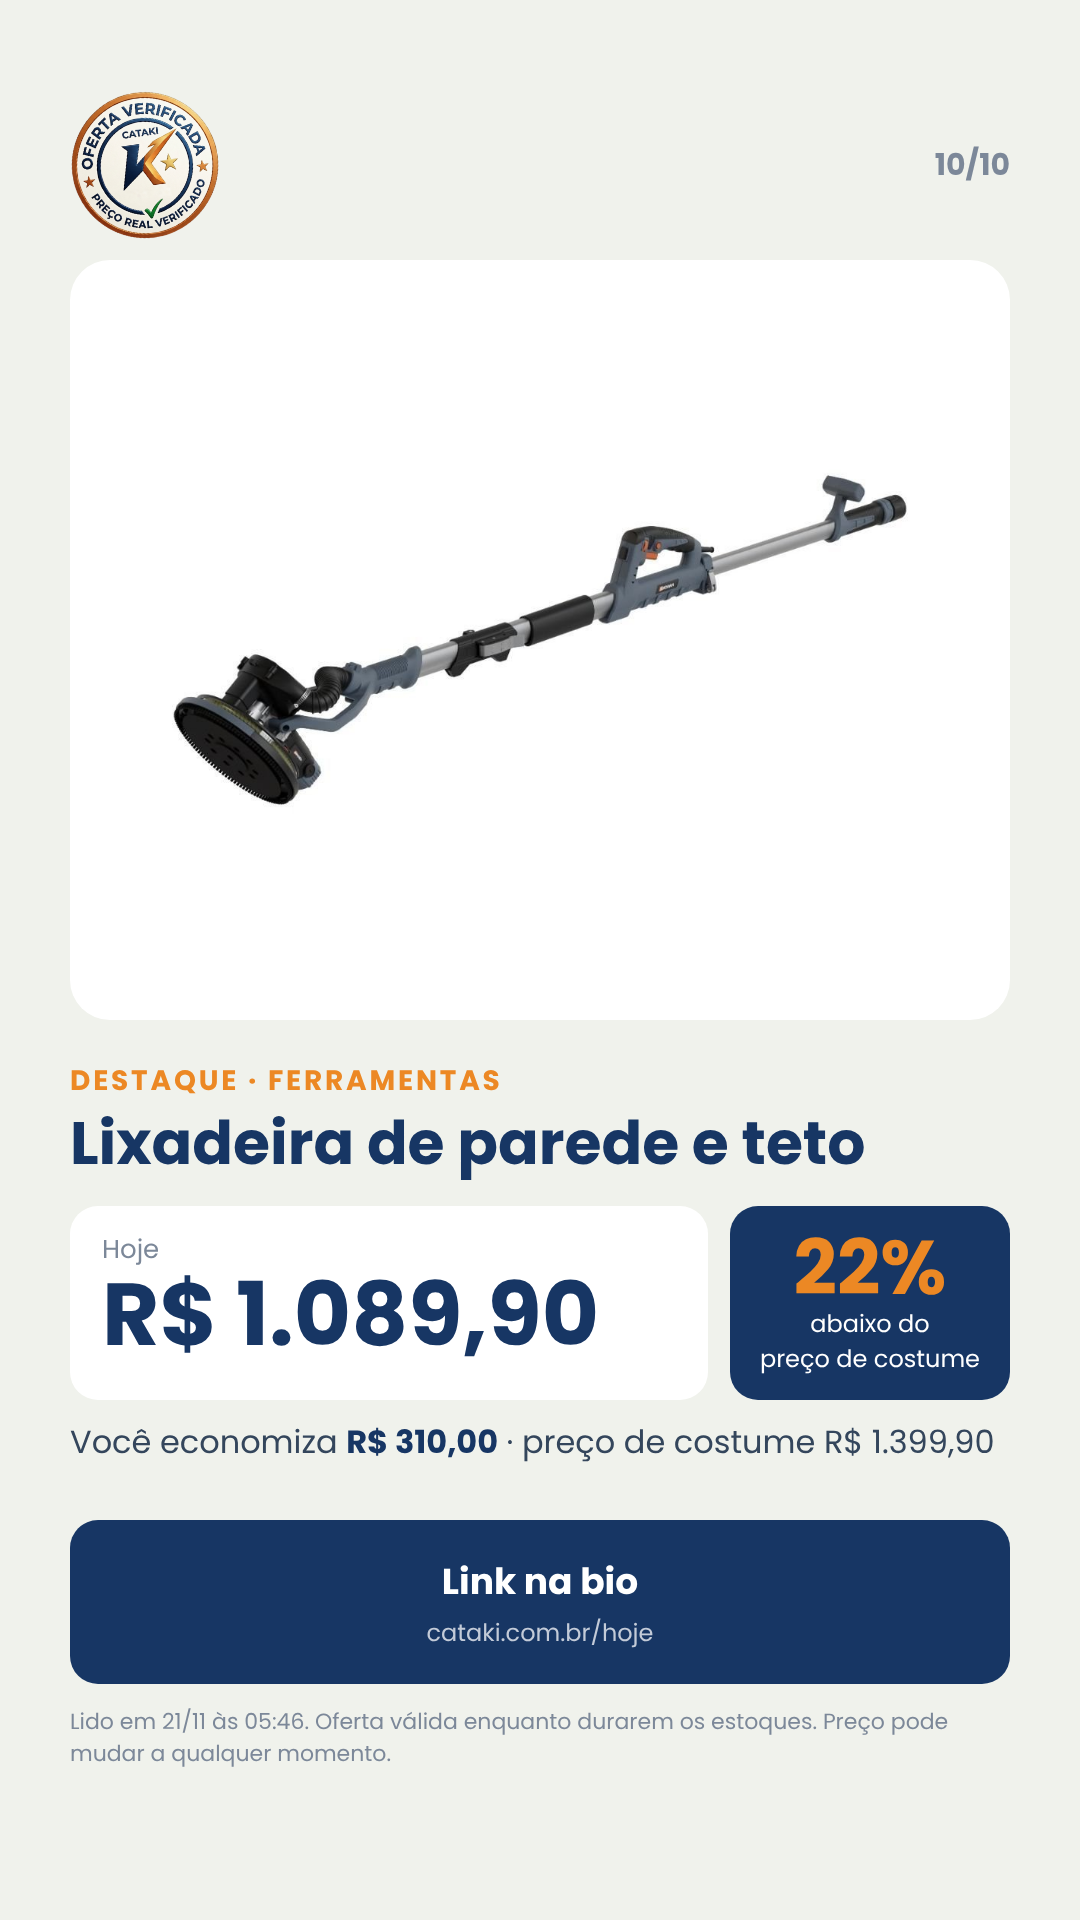 OFERTA VERIFICADA
CATAKI
K
PREÇO REAL VERIFICADO
10/10
DESTAQUE · FERRAMENTAS
Lixadeira de parede e teto
Hoje
R$ 1.089,90
22%
abaixo do
preço de costume
Você economiza R$ 310,00 · preço de costume R$ 1.399,90
Link na bio
cataki.com.br/hoje
Lido em 21/11 às 05:46. Oferta válida enquanto durarem os estoques. Preço pode
mudar a qualquer momento.